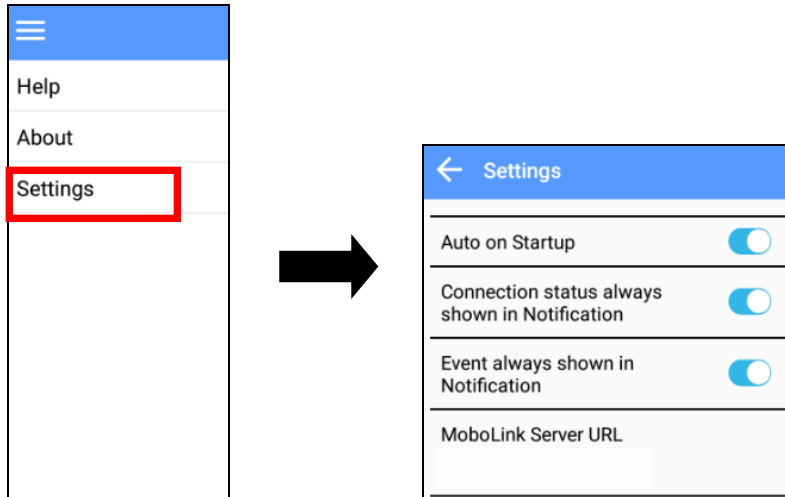 Help
About
Settings
Settings
Auto on Startup
Connection status always
shown in Notification
Event always shown in
Notification
MoboLink Server URL